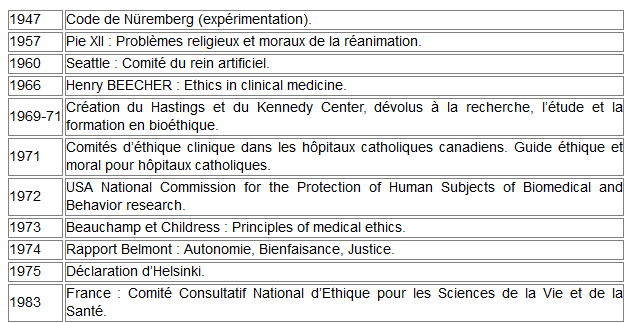 1947 Code de Nüremberg (expérimentation).
1957 Pie XII : Problèmes religieux et moraux de la réanimation.
1960 Seattle : Comité du rein artificiel.
1966 Henry BEECHER : Ethics in clinical medicine.
1969-71 Création du Hastings et du Kennedy Center, dévolus à la recherche, l’étude et la
formation en bioéthique.
1971 Comités d’éthique clinique dans les hôpitaux catholiques canadiens. Guide éthique et
moral pour hôpitaux catholiques.
1972 USA National Commission for the Protection of Human Subjects of Biomedical and
Behavior research.
1973 Beauchamp et Childress : Principles of medical ethics.
1974 Rapport Belmont : Autonomie, Bienfaisance, Justice.
1975 Déclaration d’Helsinki.
1983 France : Comité Consultatif National d’Ethique pour les Sciences de la Vie et de la
Santé.